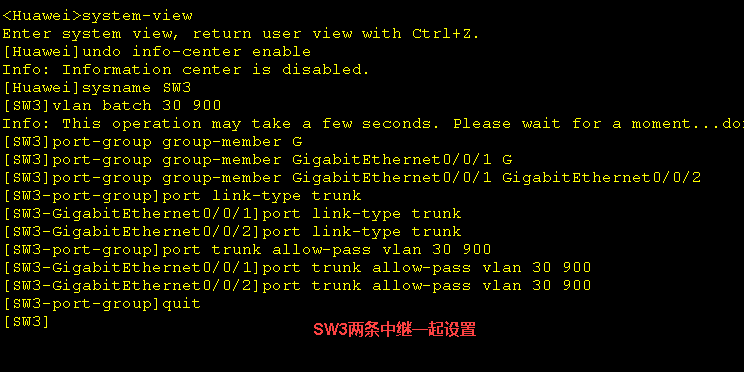 <Huawei>system-view
Enter system view, return user view with Ctrl+Z.
[Huawei]undo info-center enable
Info: Information center is disabled.
[Huawei]sysname SW3
[SW3]vlan batch 30 900
Info: This operation may take a few seconds. Please wait for a moment...don
[SW3]port-group group-member G
[SW3]port-group group-member GigabitEthernet0/0/1 G
[SW3]port-group group-member GigabitEthernet0/0/1 GigabitEthernet0/0/2
[SW3-port-group]port link-type trunk
[SW3-GigabitEthernet0/0/1]port link-type trunk
[SW3-GigabitEthernet0/0/2]port link-type trunk
[SW3-port-group]port trunk allow-pass vlan 30 900
[SW3-GigabitEthernet0/0/1]port trunk allow-pass vlan 30 900
[SW3-GigabitEthernet0/0/2]port trunk allow-pass vlan 30 900
[SW3-port-group]quit
[SW3]
SW3两条中继一起设置